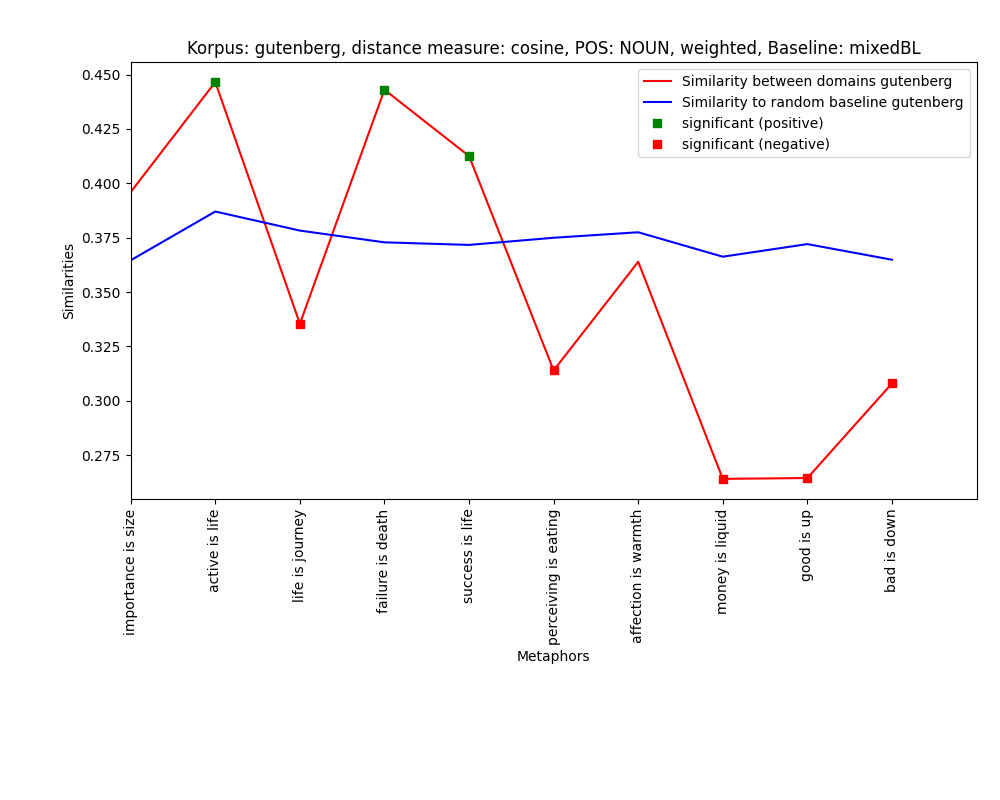 Korpus: gutenberg, distance measure: cosine, POS: NOUN, weighted, Baseline: mixedBL
Similarity between domains gutenberg
Similarity to random baseline gutenberg
significant (positive)
significant (negative)
Similarities
0.450
0.425
0.400
0.375
0.350
0.325
0.300
0.275
importance is size
active is life
life is journey
failure is death
success is life
perceiving is eating
affection is warmth
money is liquid
good is up
bad is down
Metaphors